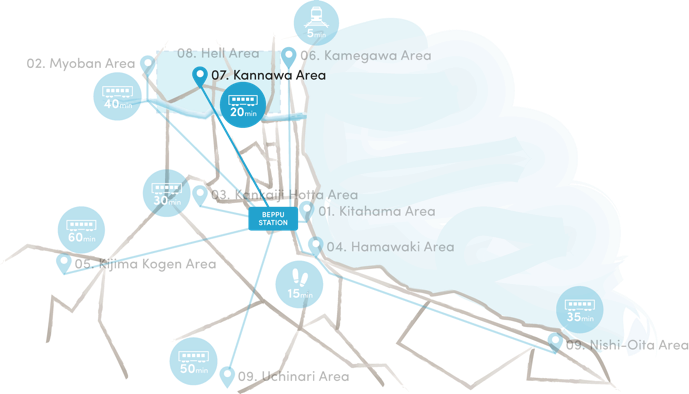 5min
08. Hell Area
06. Kamegawa Area
02. Myoban Area
07. Kannawa Area
40min
20min
03. Kankaiji Hotta Area
30min
01. Kitahama Area
BEPPU
STATION
60min
04. Hamawaki Area
05. Kijima Kogen Area
15min
35min
09. Nishi-Oita Area
50min
09. Uchinari Area